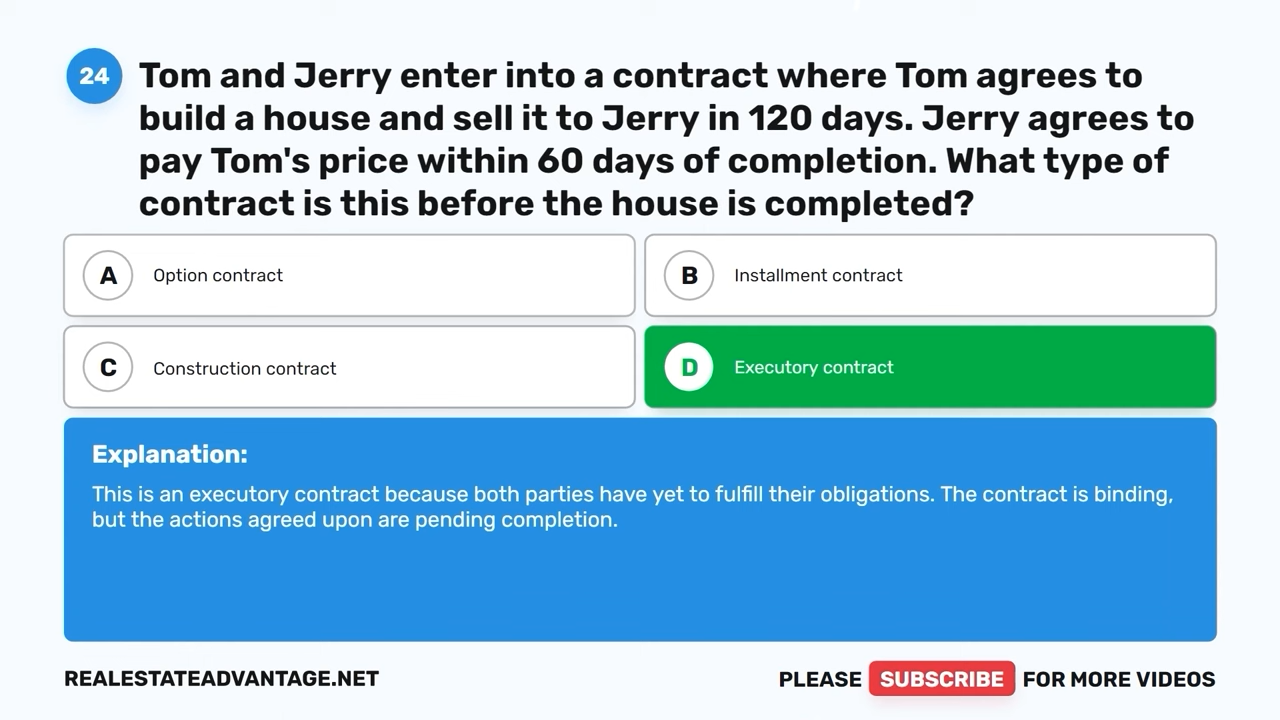 24
Tom and Jerry enter into a contract where Tom agrees to
build a house and sell it to Jerry in 120 days. Jerry agrees to
pay Tom's price within 60 days of completion. What type of
contract is this before the house is completed?
A Option contract
B Installment contract
C Construction contract
D Executory contract
Explanation:
This is an executory contract because both parties have yet to fulfill their obligations. The contract is binding,
but the actions agreed upon are pending completion.
REALESTATEADVANTAGE.NET
PLEASE SUBSCRIBE FOR MORE VIDEOS